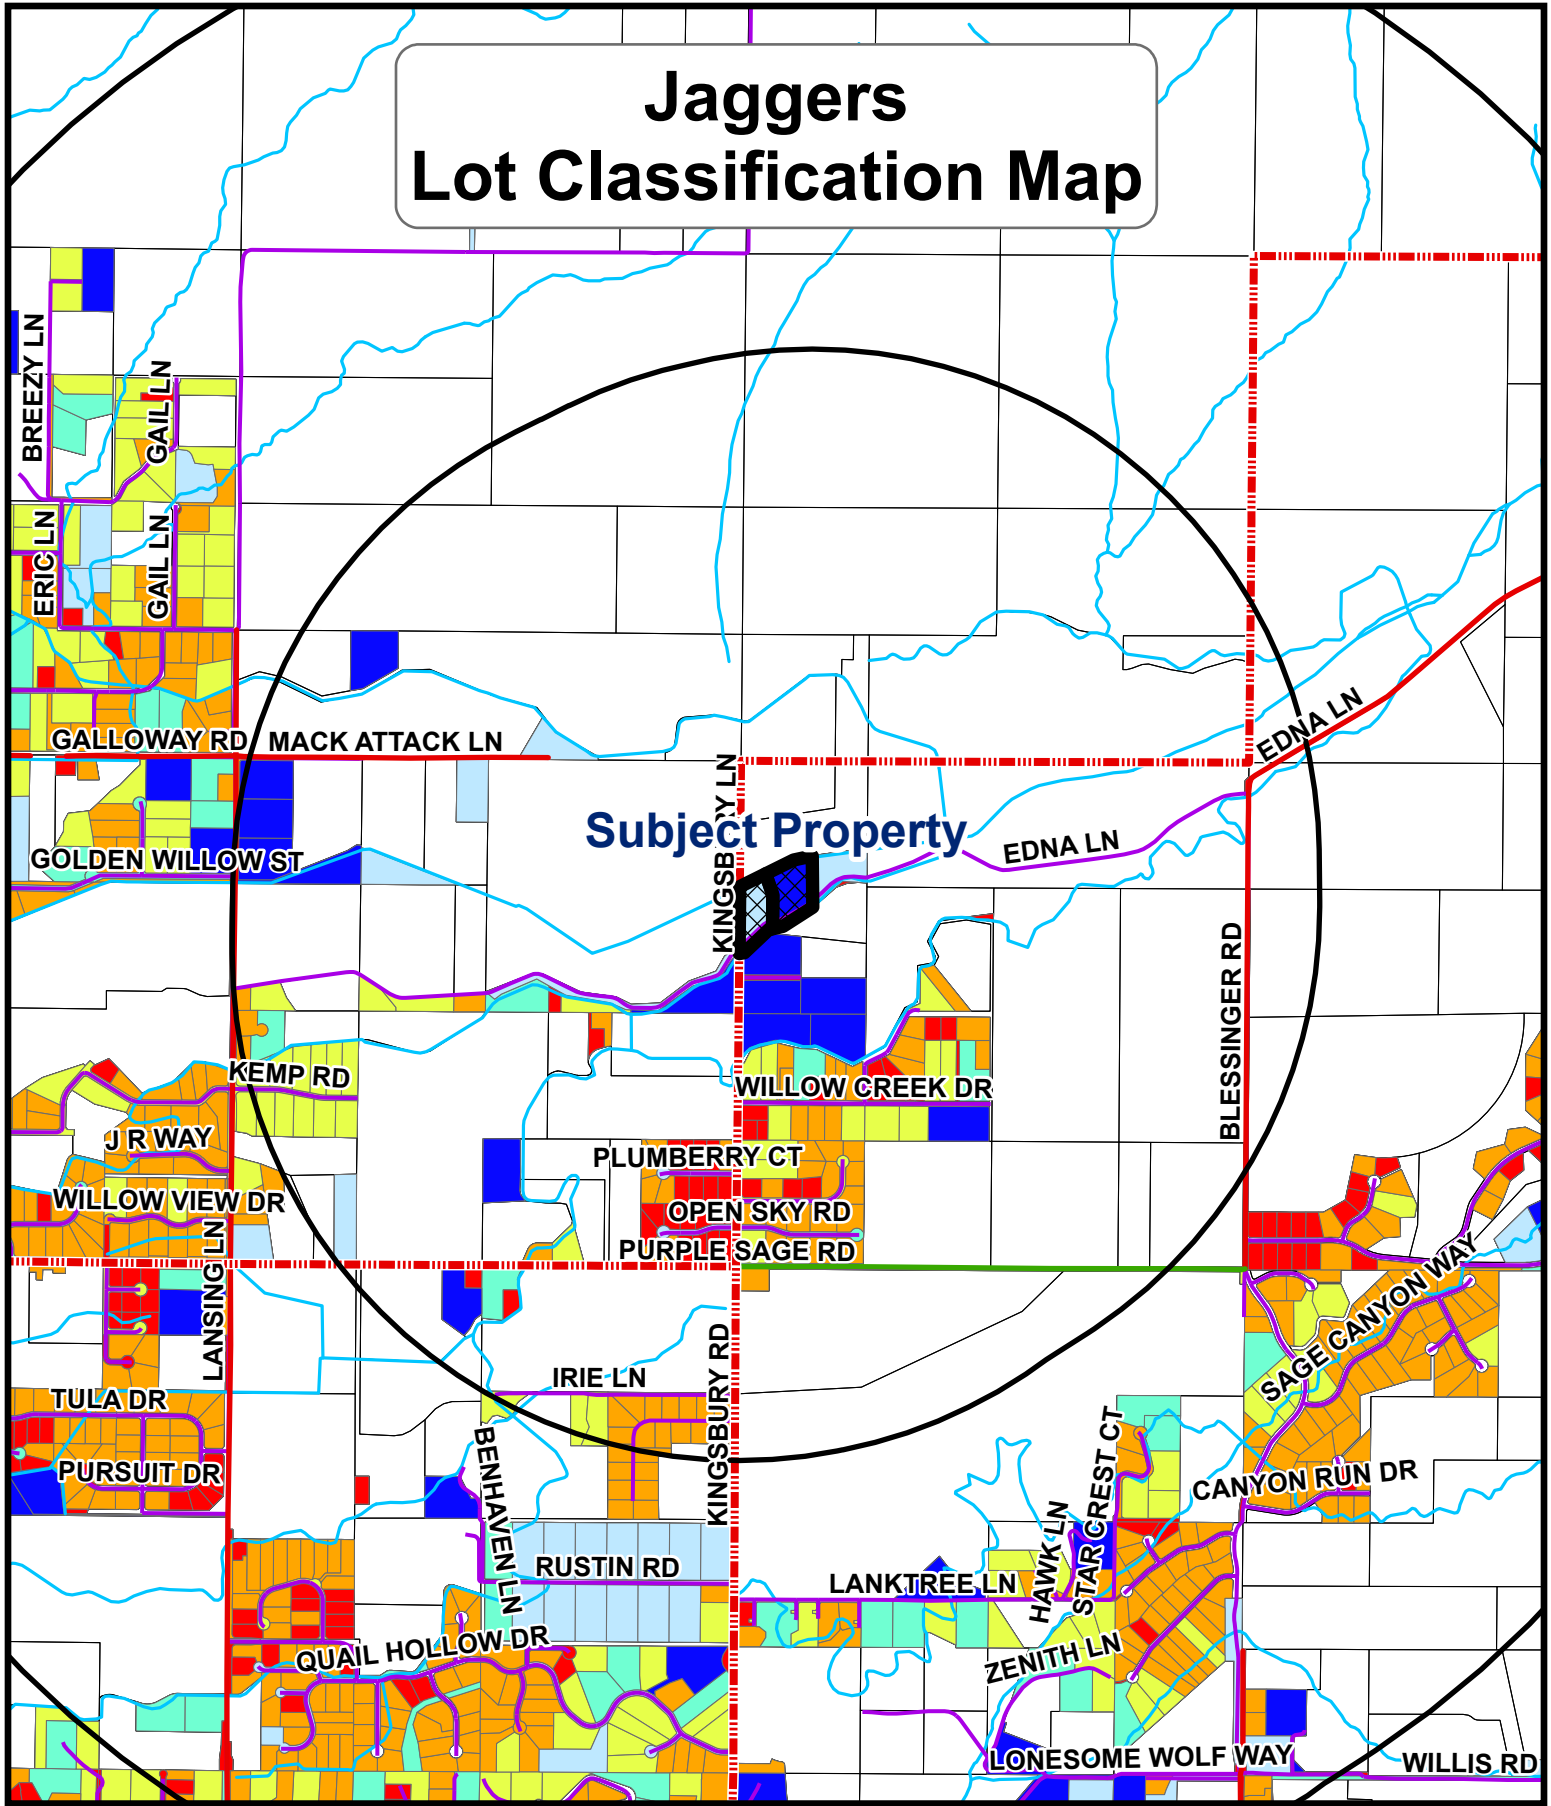 Jaggers
Lot Classification Map
BREEZY LN
GAIL LN
ERIC LN
GAIL LN
EDNA LN
GALLOWAY RD
MACK ATTACK LN
KINGSBURY LN
Subject Property
EDNA LN
GOLDEN WILLOW ST
BLESSINGER RD
KEMP RD
WILLOW CREEK DR
J R WAY
PLUMBERRY CT
WILLOW VIEW DR
OPEN SKY RD
PURPLE SAGE RD
LANSING LN
SAGE CANYON WAY
KINGSBURY RD
IRIE LN
TULA DR
BENHAVEN LN
STAR CREST CT
PURSUIT DR
CANYON RUN DR
HAWK LN
RUSTIN RD
LANKTREE LN
QUAIL HOLLOW DR
ZENITH LN
LONESOME WOLF WAY
WILLIS RD